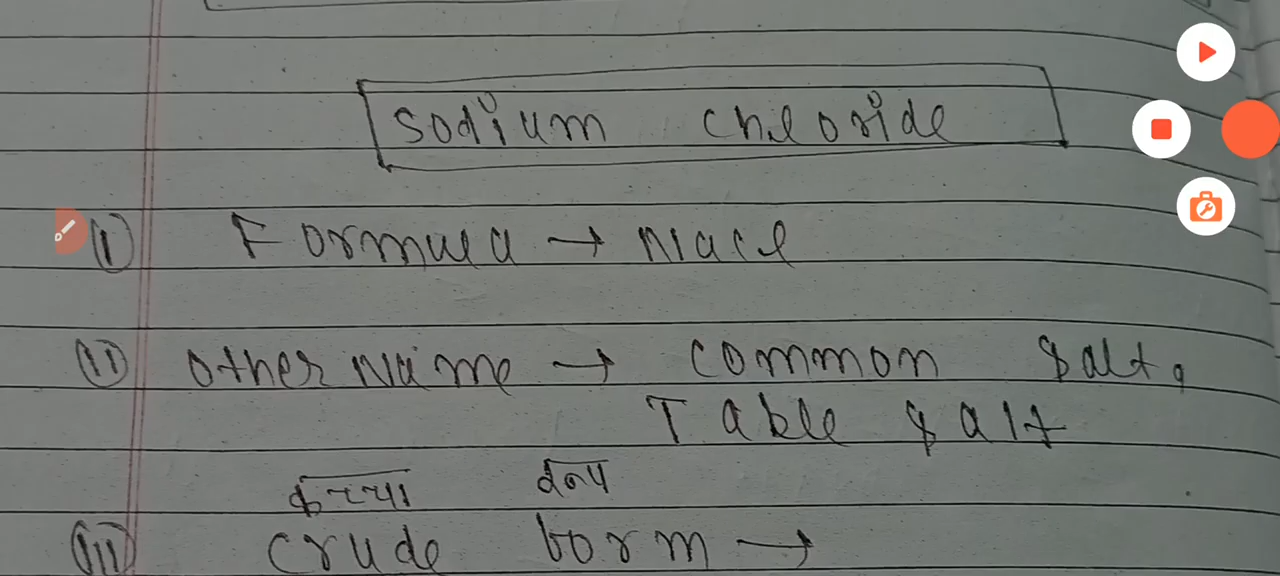 Sodium Chloride
(i) Formula → NaCl
(ii) Other Name → Common Salt,
Table Salt
कच्चा रूप
(iii) Crude form →